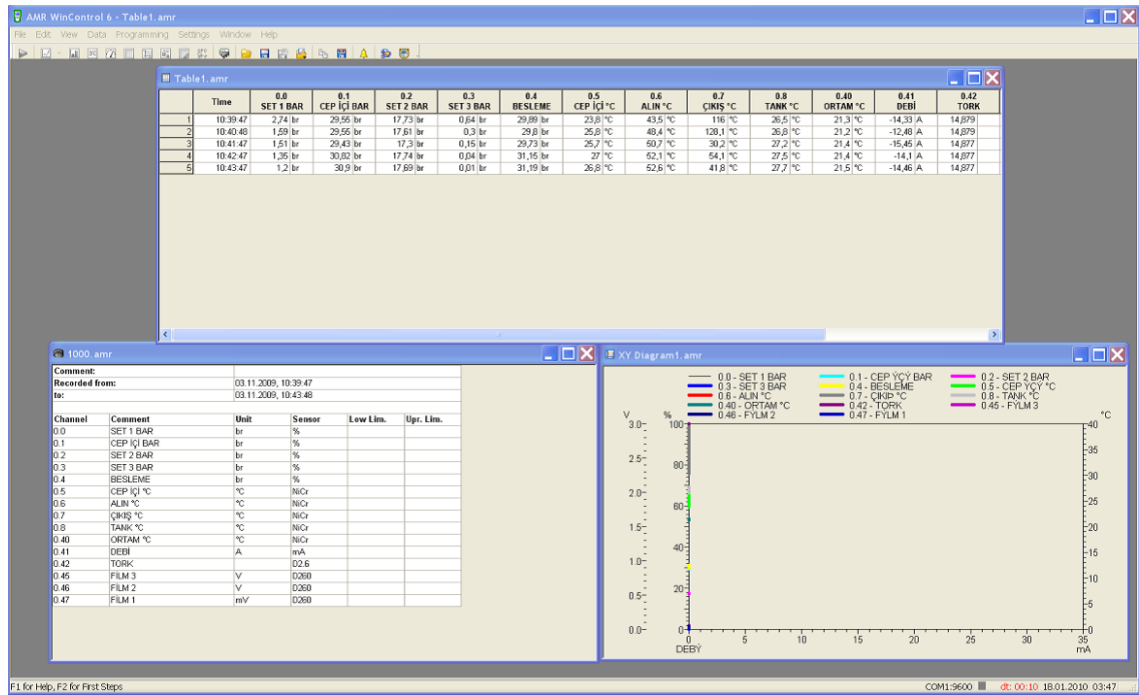 AMR WinControl 6 - Table1.amr
File Edit View Data Programming Settings Window Help
Table1.amr
Time 0.0 SET 1 BAR 0.1 CEP İÇİ BAR 0.2 SET 2 BAR 0.3 SET 3 BAR 0.4 BESLEME 0.5 CEP İÇİ °C 0.6 ALIN °C 0.7 ÇIKIŞ °C 0.8 TANK °C 0.40 ORTAM °C 0.41 DEBİ 0.42 TORK
1 10:39:47 2,74 br 29,55 br 17,73 br 0,64 br 29,89 br 23,8 °C 43,5 °C 116 °C 26,5 °C 21,3 °C -14,33 A 14,879
2 10:40:48 1,59 br 29,55 br 17,61 br 0,3 br 29,8 br 25,8 °C 48,4 °C 128,1 °C 26,8 °C 21,2 °C -12,48 A 14,879
3 10:41:47 1,51 br 29,43 br 17,3 br 0,15 br 29,73 br 25,7 °C 50,7 °C 30,2 °C 27,2 °C 21,4 °C -15,45 A 14,877
4 10:42:47 1,35 br 30,82 br 17,74 br 0,04 br 31,15 br 27 °C 52,1 °C 54,1 °C 27,5 °C 21,4 °C -14,1 A 14,877
5 10:43:47 1,2 br 30,9 br 17,69 br 0,01 br 31,19 br 26,8 °C 52,6 °C 41,8 °C 27,7 °C 21,5 °C -14,46 A 14,877
1000.amr
Comment:
Recorded from: 03.11.2009, 10:39:47
to: 03.11.2009, 10:43:48
Channel Comment Unit Sensor Low Lim. Upr. Lim.
0.0 SET 1 BAR br %
0.1 CEP İÇİ BAR br %
0.2 SET 2 BAR br %
0.3 SET 3 BAR br %
0.4 BESLEME br %
0.5 CEP İÇİ °C °C NiCr
0.6 ALIN °C °C NiCr
0.7 ÇIKIŞ °C °C NiCr
0.8 TANK °C °C NiCr
0.40 ORTAM °C °C NiCr
0.41 DEBİ A mA
0.42 TORK D2.6
0.45 FİLM 3 V D260
0.46 FİLM 2 V D260
0.47 FİLM 1 mV D260
XY Diagram1.amr
0.0 - SET 1 BAR 0.1 - CEP ÝÇÝ BAR 0.2 - SET 2 BAR
0.3 - SET 3 BAR 0.4 - BESLEME 0.5 - CEP ÝÇÝ °C
0.6 - ALIN °C 0.7 - ÇIKIÞ °C 0.8 - TANK °C
0.40 - ORTAM °C 0.42 - TORK 0.45 - FÝLM 3
0.46 - FÝLM 2 0.47 - FÝLM 1
V % °C
3.0 100 40
2.5 80 30
2.0 60 25
1.5 40 20
1.0 20 15
0.5 10
0.0 0 5
0
0 5 10 15 20 25 30 35
DEBÝ mA
F1 for Help, F2 for First Steps COM1:9600 dt: 00:10 18.01.2010 03:47